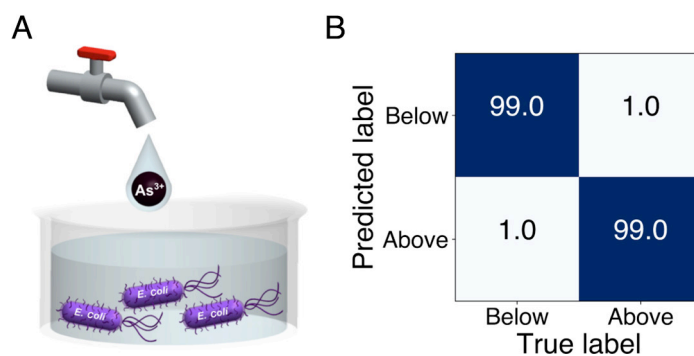 A
As³⁺
E. coli
E. coli
E. coli
B
Predicted label
Below
99.0
1.0
Above
1.0
99.0
Below
Above
True label